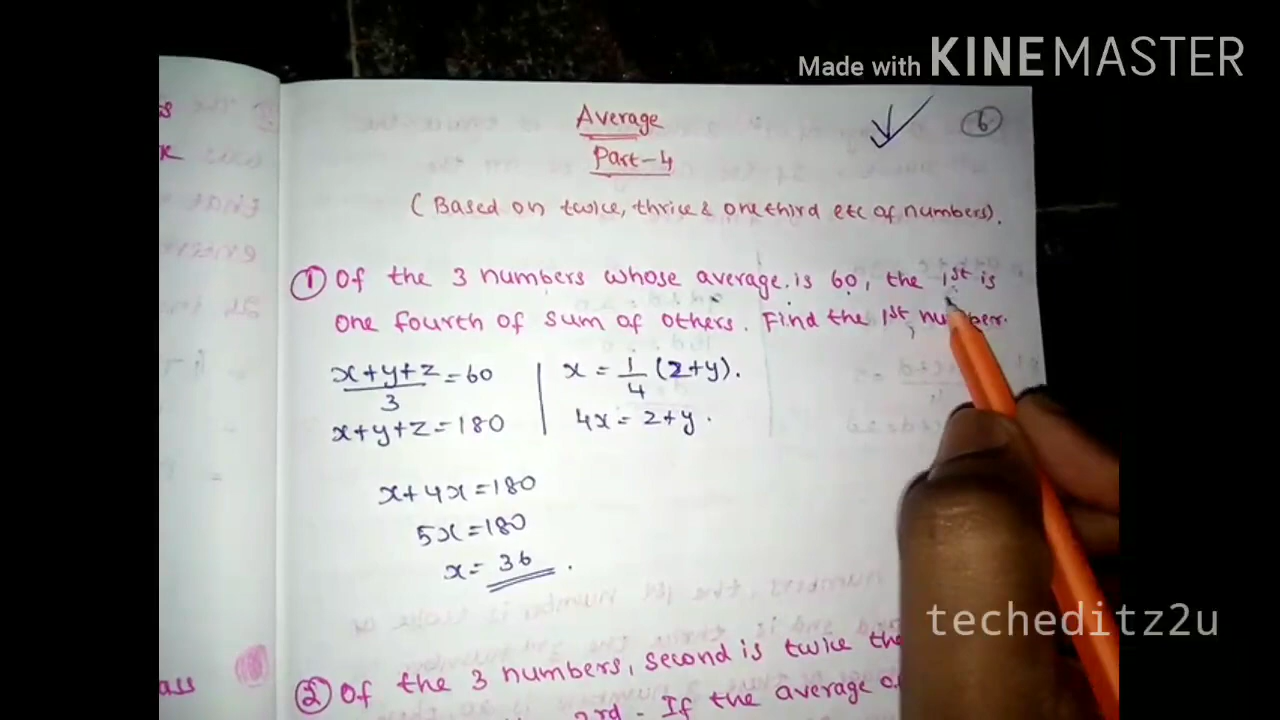 Made with KINEMASTER
Average
6
Part-4
(Based on twice, thrice & one third etc of numbers).
① Of the 3 numbers whose average is 60, the 1st is
one fourth of sum of others. Find the 1st number.
x+y+z/3 = 60 | x = 1/4 (z+y).
x+y+z=180 | 4x = z+y.
x+4x=180
5x=180
x= 36.
techeditz2u
② Of the 3 numbers, second is twice the
3rd. If the average of